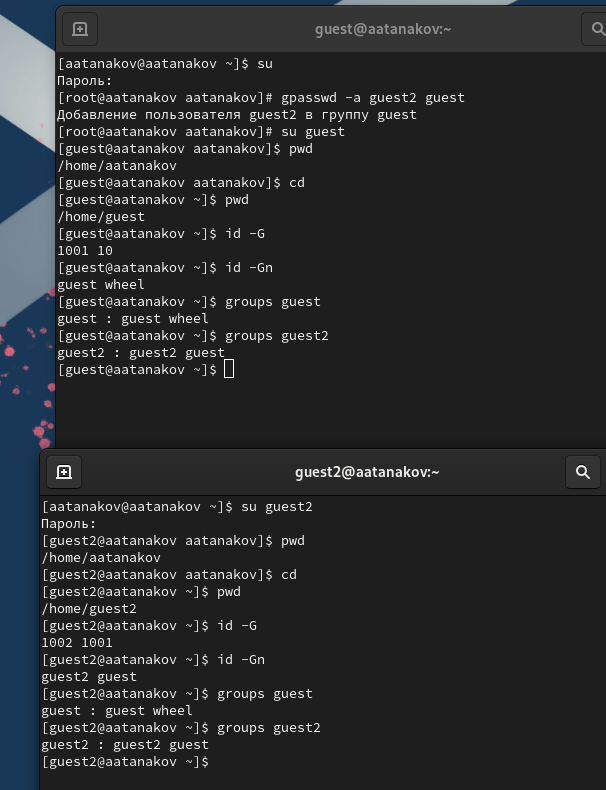 guest@aatanakov:~
[aatanakov@aatanakov ~]$ su
Пароль:
[root@aatanakov aatanakov]# gpasswd -a guest2 guest
Добавление пользователя guest2 в группу guest
[root@aatanakov aatanakov]# su guest
[guest@aatanakov aatanakov]$ pwd
/home/aatanakov
[guest@aatanakov aatanakov]$ cd
[guest@aatanakov ~]$ pwd
/home/guest
[guest@aatanakov ~]$ id -G
1001 10
[guest@aatanakov ~]$ id -Gn
guest wheel
[guest@aatanakov ~]$ groups guest
guest : guest wheel
[guest@aatanakov ~]$ groups guest2
guest2 : guest2 guest
[guest@aatanakov ~]$
guest2@aatanakov:~
[aatanakov@aatanakov ~]$ su guest2
Пароль:
[guest2@aatanakov aatanakov]$ pwd
/home/aatanakov
[guest2@aatanakov aatanakov]$ cd
[guest2@aatanakov ~]$ pwd
/home/guest2
[guest2@aatanakov ~]$ id -G
1002 1001
[guest2@aatanakov ~]$ id -Gn
guest2 guest
[guest2@aatanakov ~]$ groups guest
guest : guest wheel
[guest2@aatanakov ~]$ groups guest2
guest2 : guest2 guest
[guest2@aatanakov ~]$